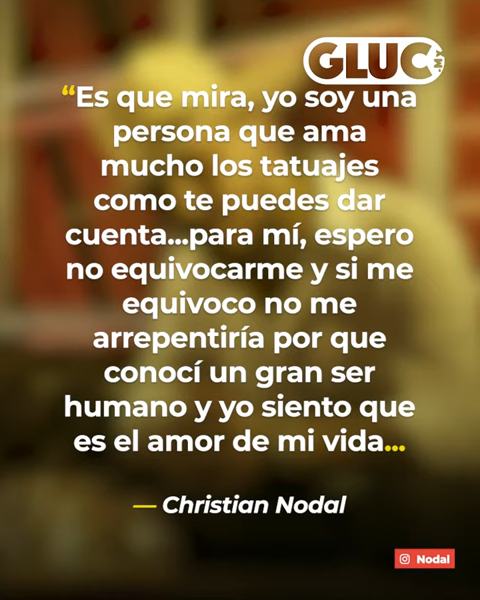 GLUC
“Es que mira, yo soy una
persona que ama
mucho los tatuajes
como te puedes dar
cuenta...para mí, espero
no equivocarme y si me
equivoco no me
arrepentiría por que
conocí un gran ser
humano y yo siento que
es el amor de mi vida...
— Christian Nodal
Nodal